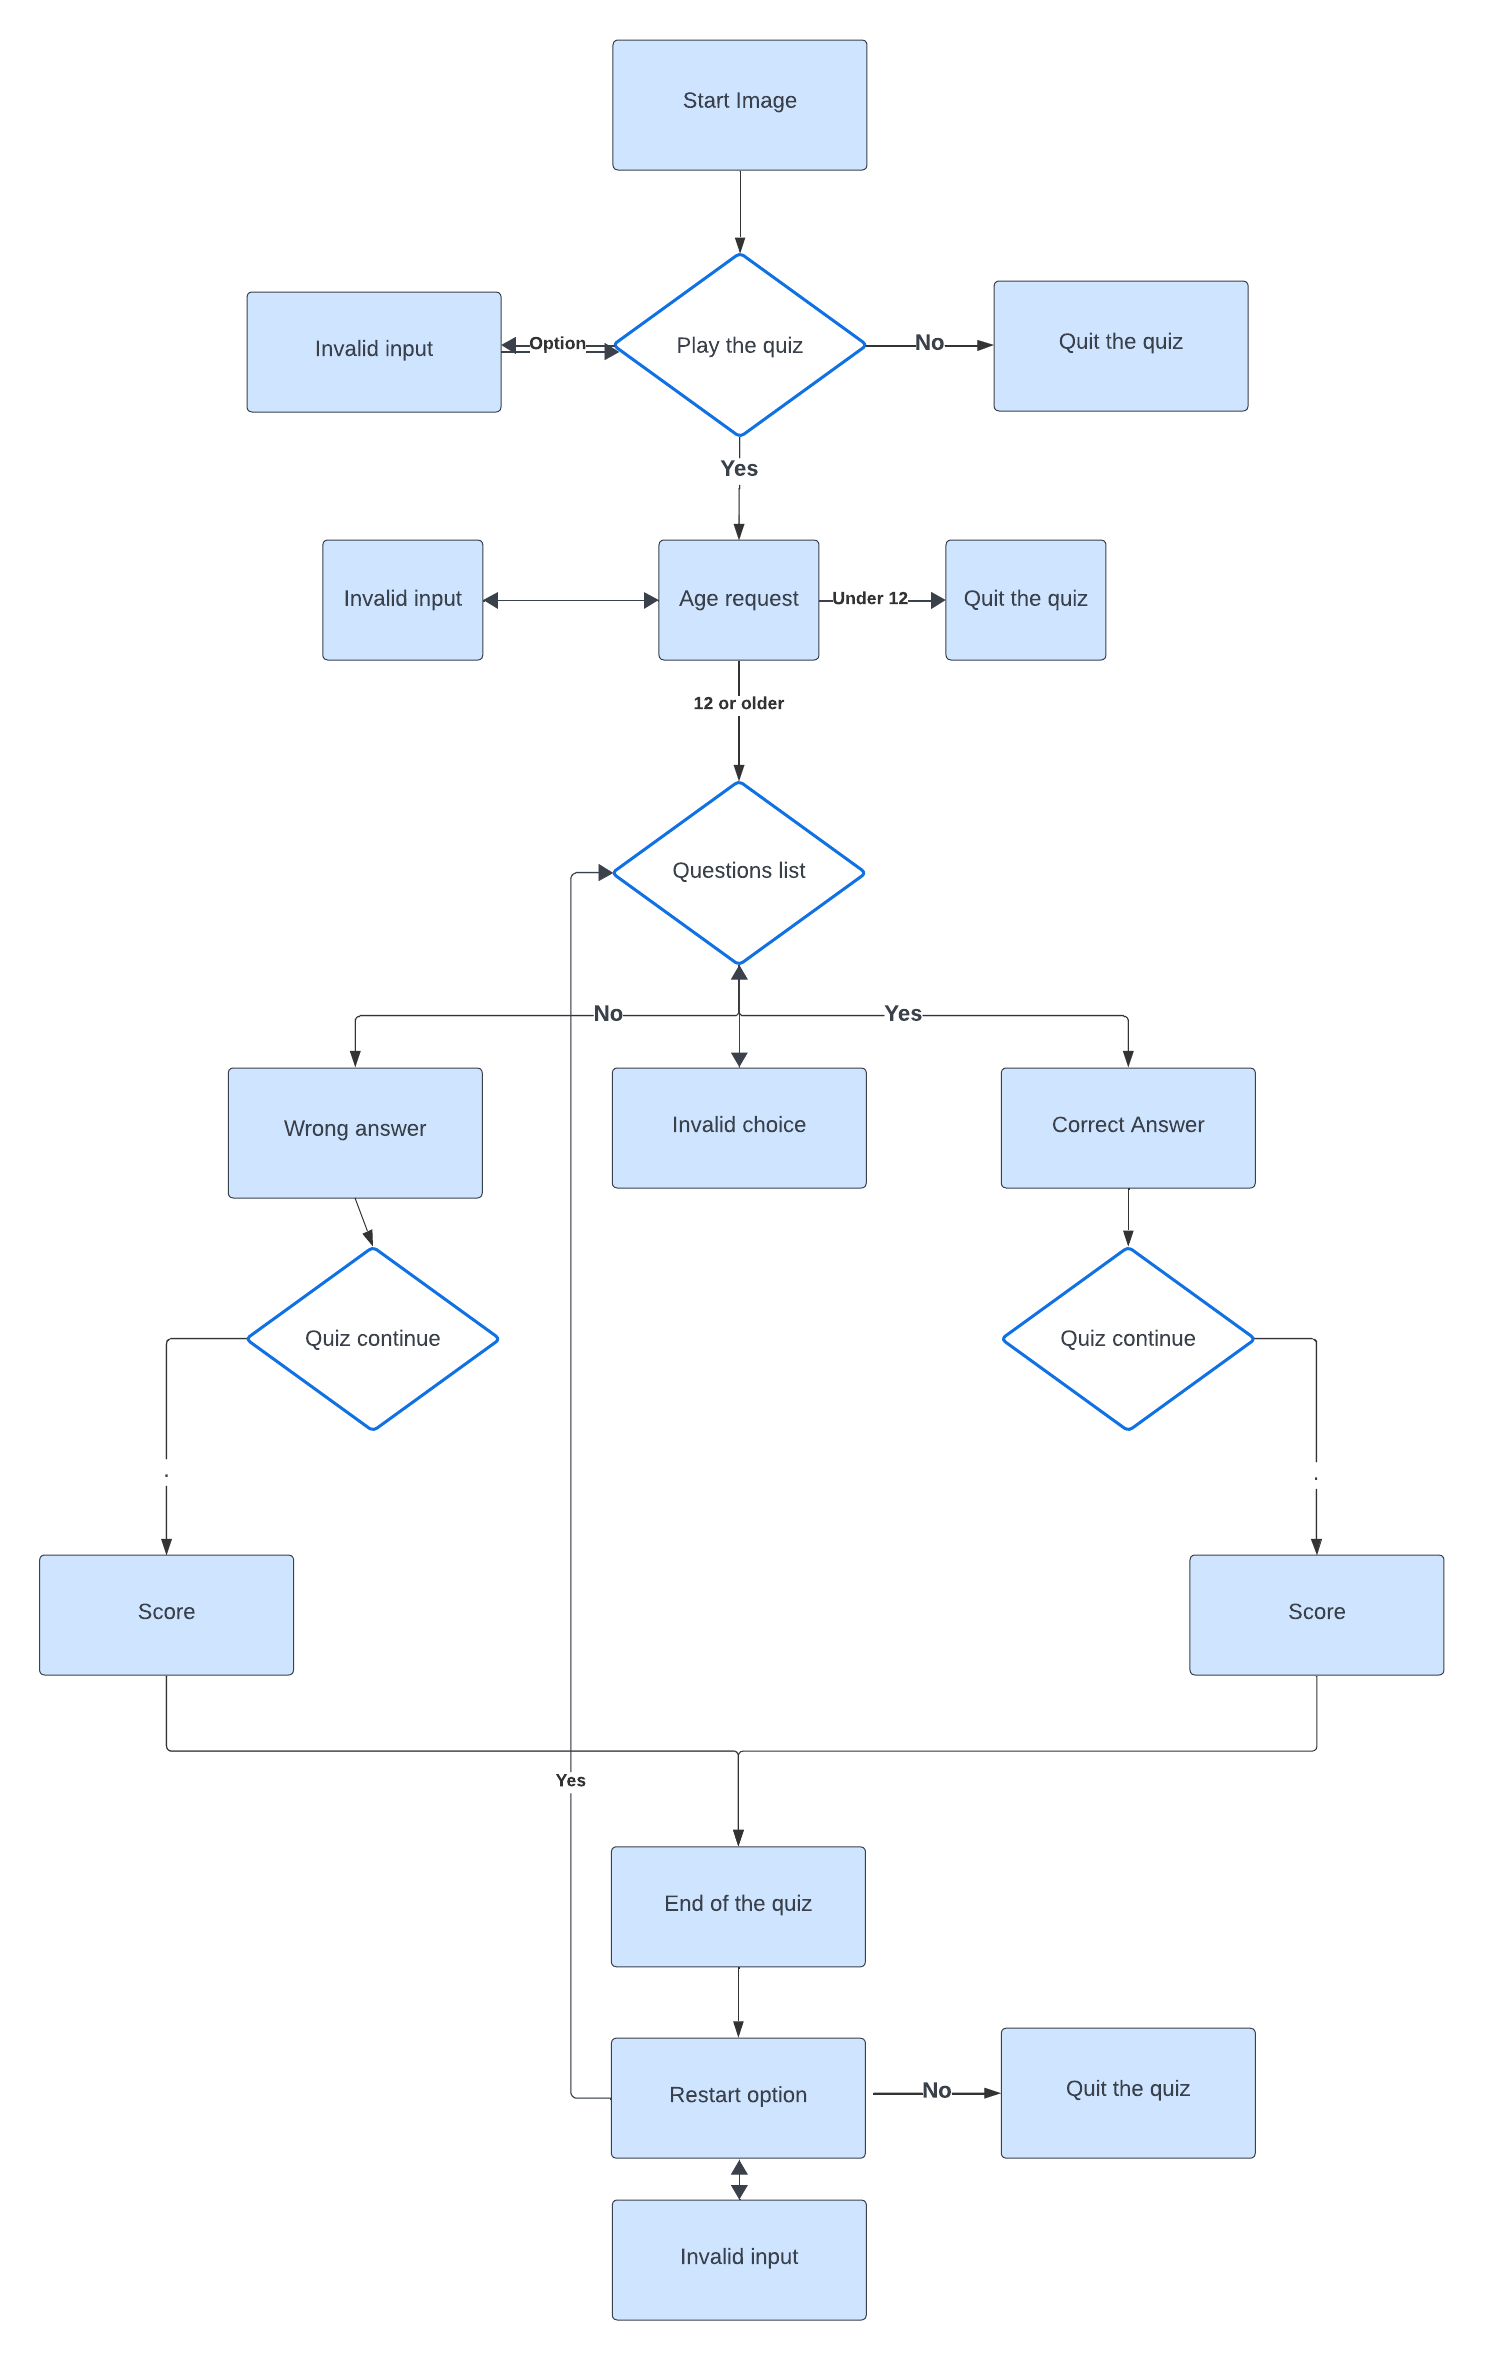 Start Image
Invalid input
Option
Play the quiz
No
Quit the quiz
Yes
Invalid input
Age request
Under 12
Quit the quiz
12 or older
Questions list
No
Yes
Wrong answer
Invalid choice
Correct Answer
Quiz continue
Quiz continue
.
.
Score
Score
Yes
End of the quiz
Restart option
No
Quit the quiz
Invalid input